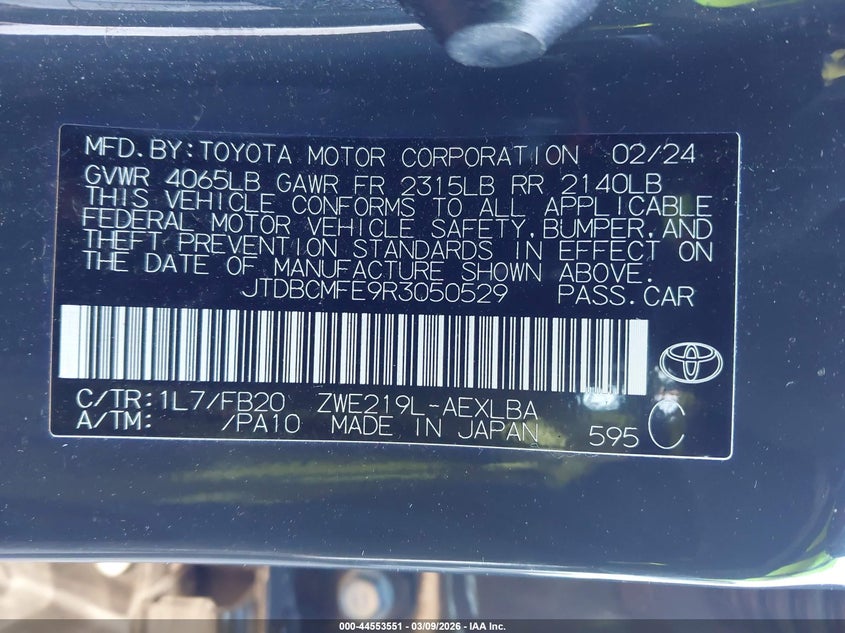 MFD.BY:TOYOTA MOTOR CORPORATION 02/24
GVWR 4065LB GAWR FR 2315LB RR 2140LB
THIS VEHICLE CONFORMS TO ALL APPLICABLE
FEDERAL MOTOR VEHICLE SAFETY,BUMPER,AND
THEFT PREVENTION STANDARDS IN EFFECT ON
THE DATE OF MANUFACTURE SHOWN ABOVE.
JTDBCMFE9R3050529 PASS.CAR
C/TR:1L7/FB20 ZWE219L-AEXLBA
A/TM: /PA10 MADE IN JAPAN 595 C
000-44553551 - 03/09/2026 - IAA Inc.